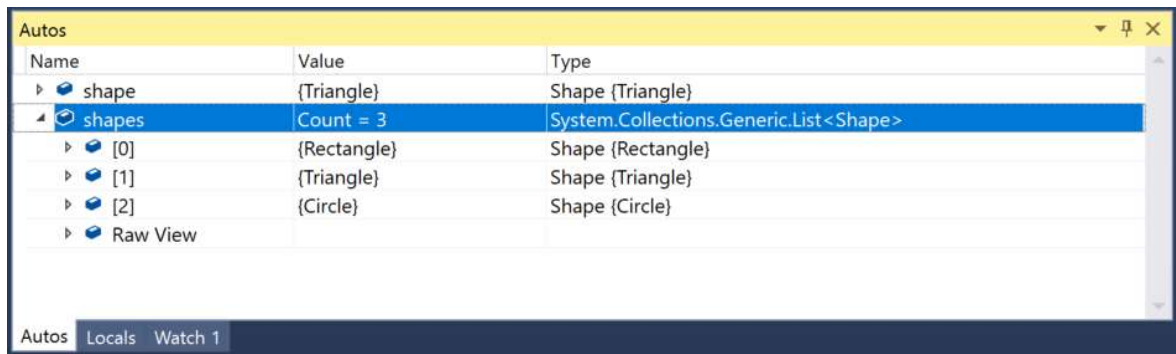 Autos
Name Value Type
shape {Triangle} Shape {Triangle}
shapes Count = 3 System.Collections.Generic.List<Shape>
[0] {Rectangle} Shape {Rectangle}
[1] {Triangle} Shape {Triangle}
[2] {Circle} Shape {Circle}
Raw View
Autos Locals Watch 1